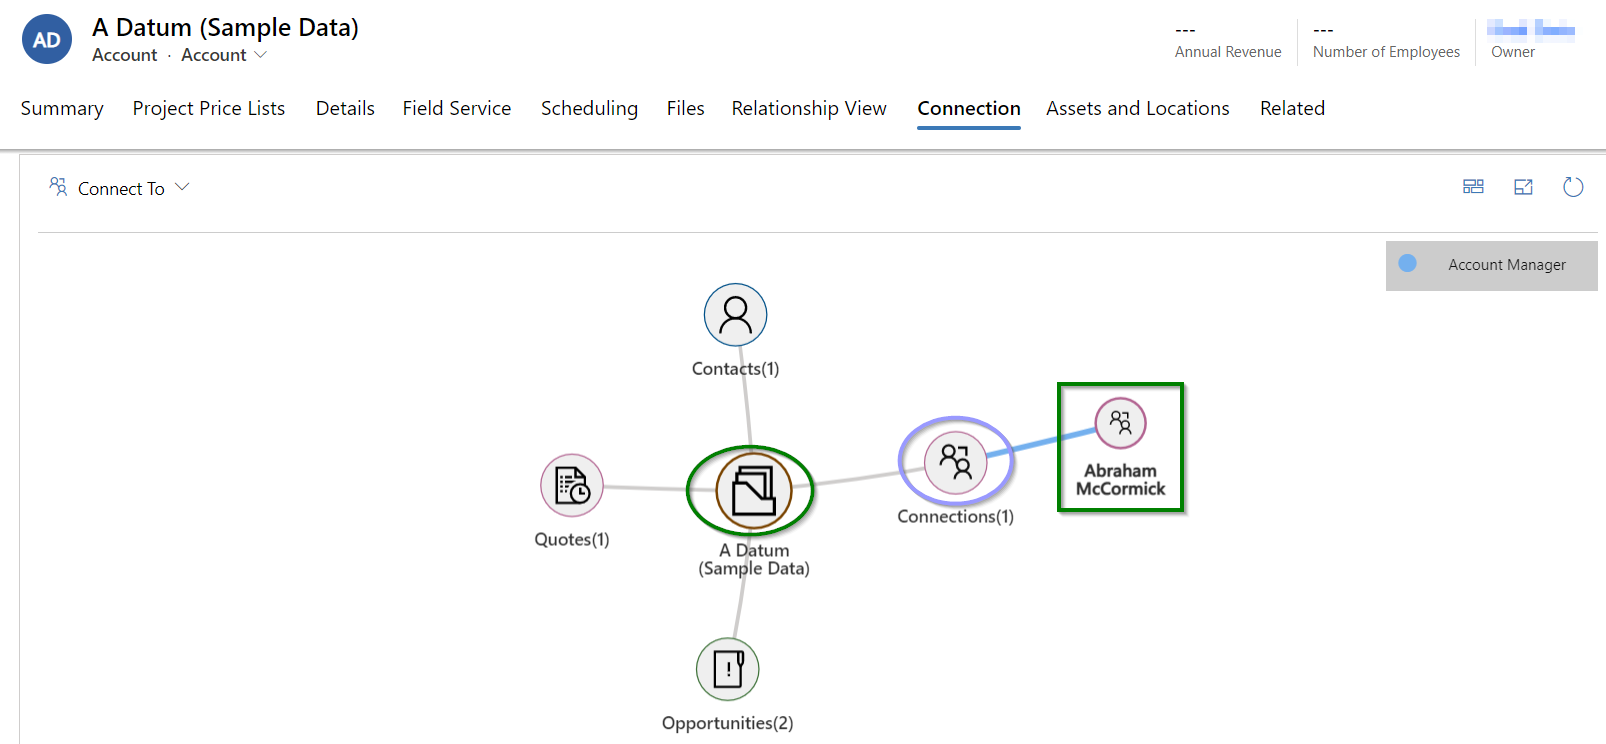 AD
A Datum (Sample Data)
Account · Account
---
Annual Revenue
---
Number of Employees
Owner
Summary
Project Price Lists
Details
Field Service
Scheduling
Files
Relationship View
Connection
Assets and Locations
Related
Connect To
Account Manager
Contacts(1)
Abraham
McCormick
Connections(1)
Quotes(1)
A Datum
(Sample Data)
Opportunities(2)